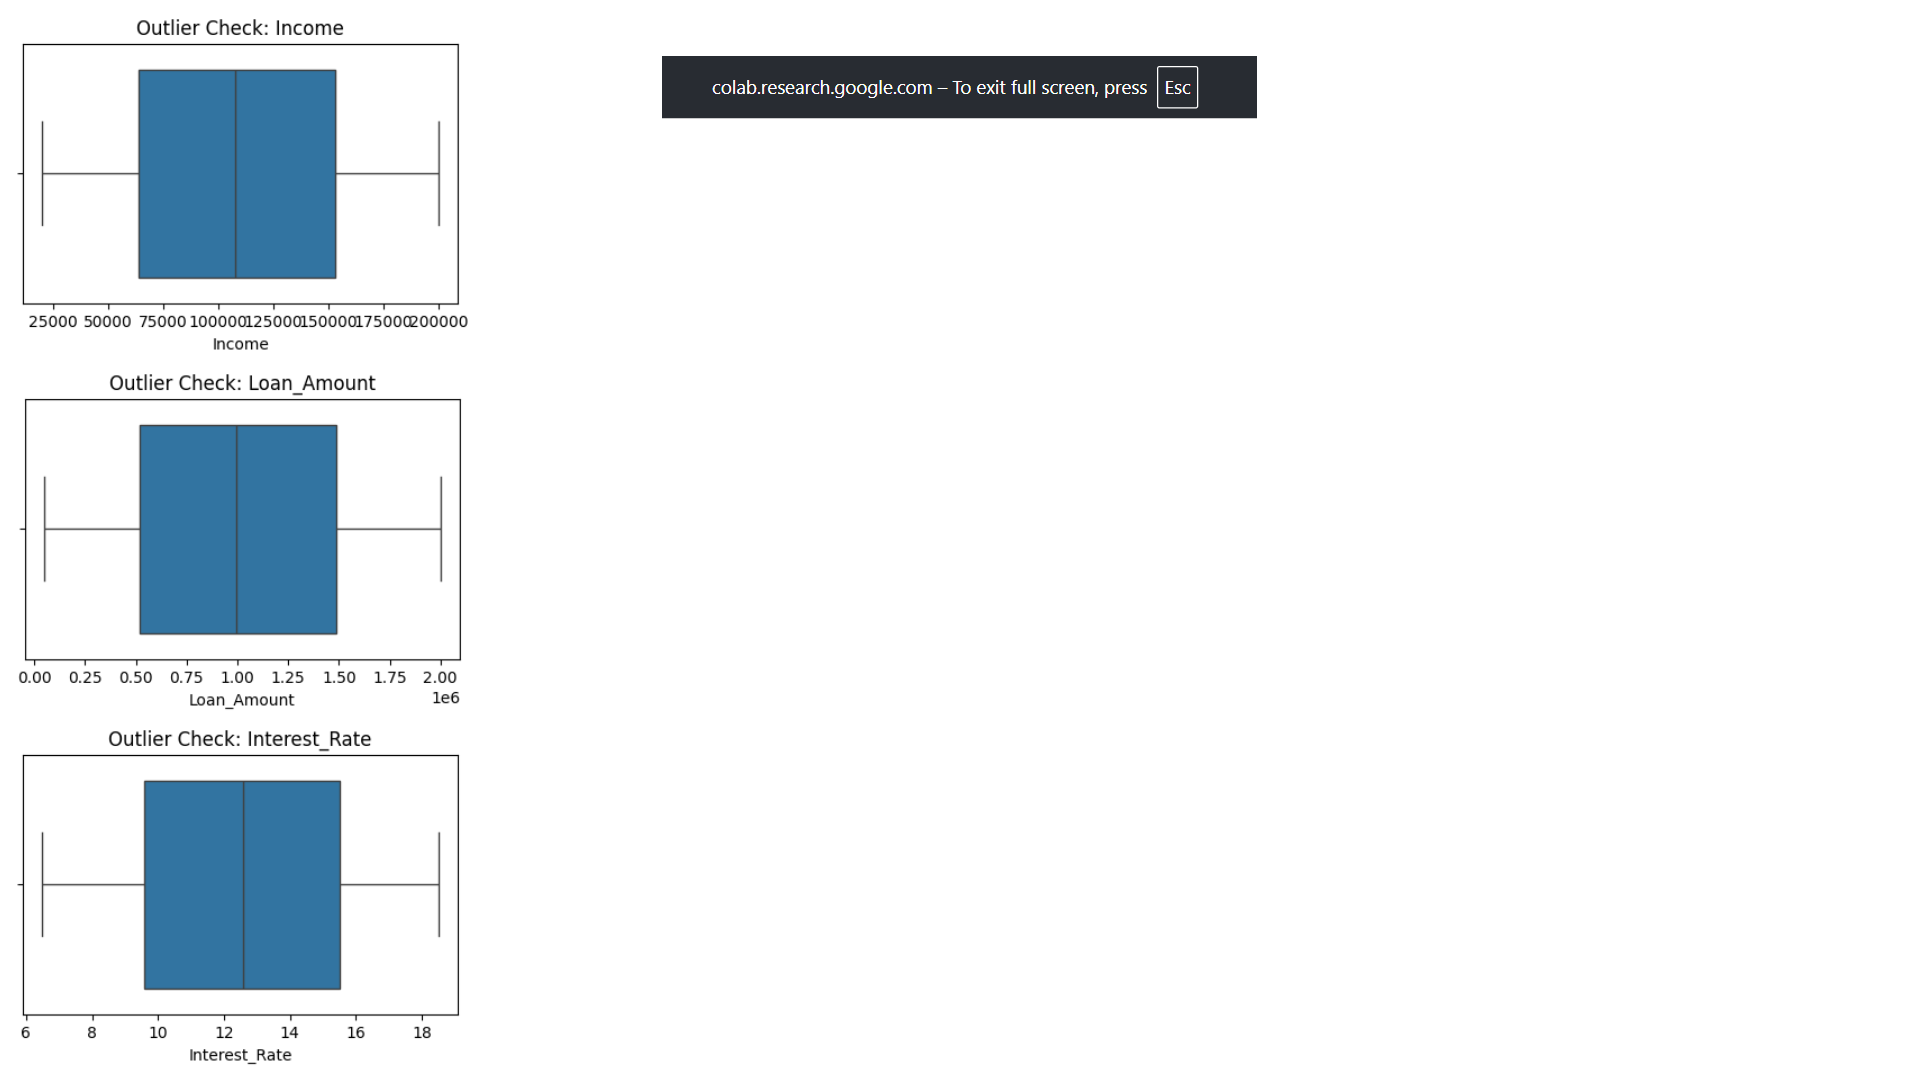 Outlier Check: Income
colab.research.google.com – To exit full screen, press Esc
25000 50000 75000 100000 125000 150000 175000 200000
Income
Outlier Check: Loan_Amount
0.00 0.25 0.50 0.75 1.00 1.25 1.50 1.75 2.00
1e6
Loan_Amount
Outlier Check: Interest_Rate
6 8 10 12 14 16 18
Interest_Rate